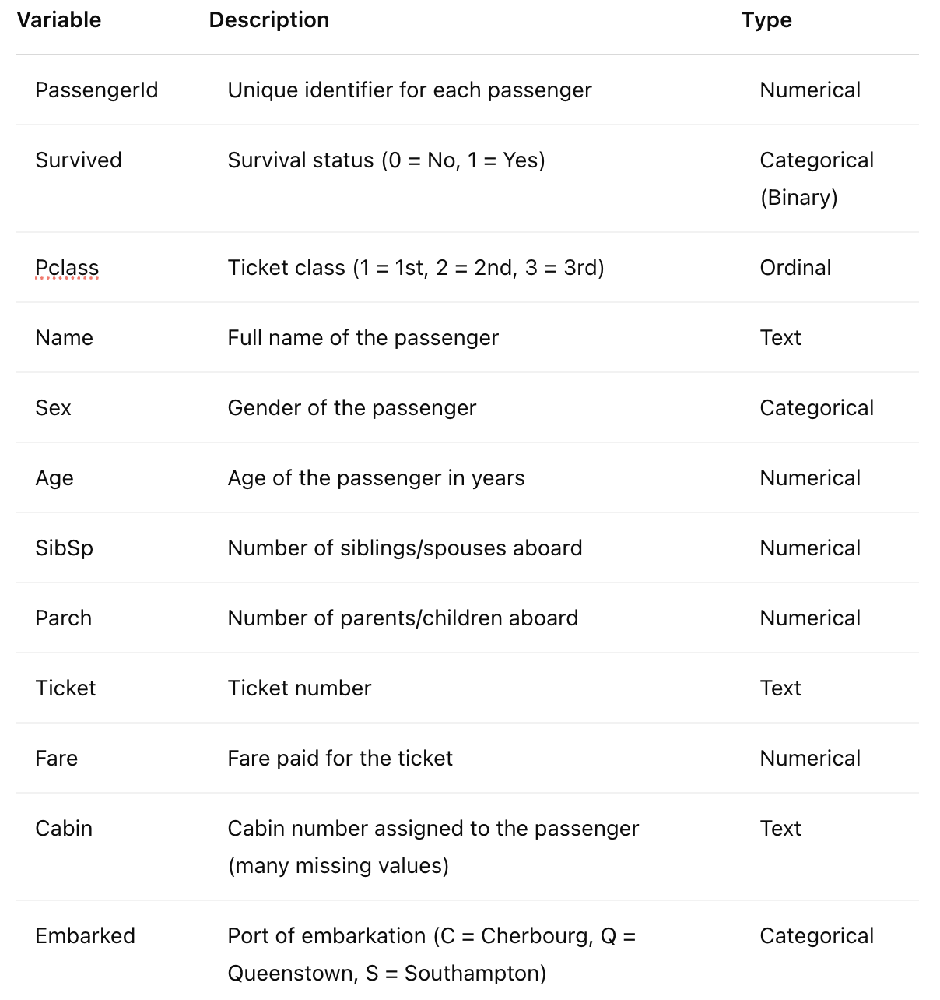 Variable Description Type
PassengerId Unique identifier for each passenger Numerical
Survived Survival status (0 = No, 1 = Yes) Categorical
(Binary)
Pclass Ticket class (1 = 1st, 2 = 2nd, 3 = 3rd) Ordinal
Name Full name of the passenger Text
Sex Gender of the passenger Categorical
Age Age of the passenger in years Numerical
SibSp Number of siblings/spouses aboard Numerical
Parch Number of parents/children aboard Numerical
Ticket Ticket number Text
Fare Fare paid for the ticket Numerical
Cabin Cabin number assigned to the passenger Text
(many missing values)
Embarked Port of embarkation (C = Cherbourg, Q = Categorical
Queenstown, S = Southampton)